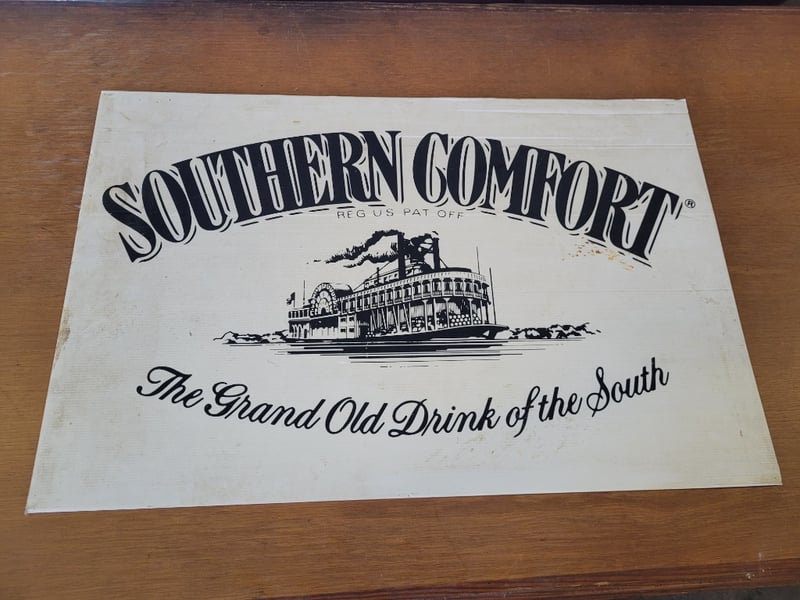 SOUTHERN COMFORT®
REG US PAT OFF
The Grand Old Drink of the South